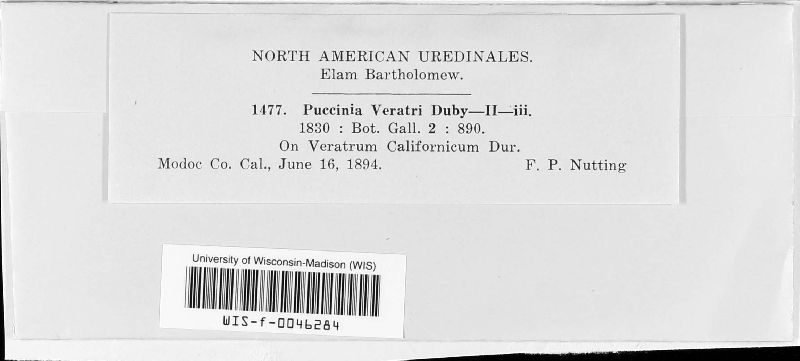 NORTH AMERICAN UREDINALES.
Elam Bartholomew.
1477. Puccinia Veratri Duby—II—iii.
1830 : Bot. Gall. 2 : 890.
On Veratrum Californicum Dur.
Modoc Co. Cal., June 16, 1894. F. P. Nutting
University of Wisconsin-Madison (WIS)
WIS-f-0046284